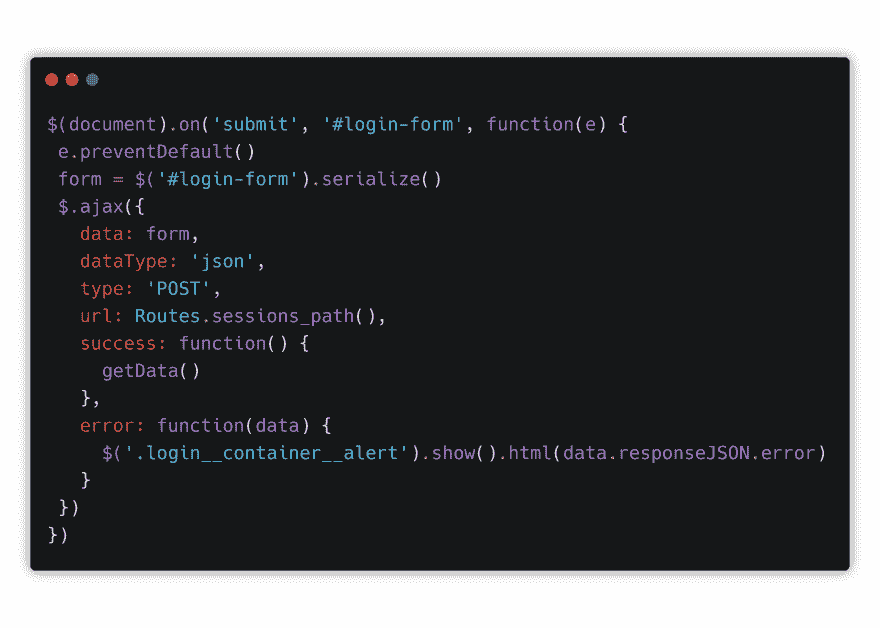 $(document).on('submit', '#login-form', function(e) {
 e.preventDefault()
 form = $('#login-form').serialize()
 $.ajax({
   data: form,
   dataType: 'json',
   type: 'POST',
   url: Routes.sessions_path(),
   success: function() {
     getData()
   },
   error: function(data) {
     $('.login__container__alert').show().html(data.responseJSON.error)
   }
 })
})